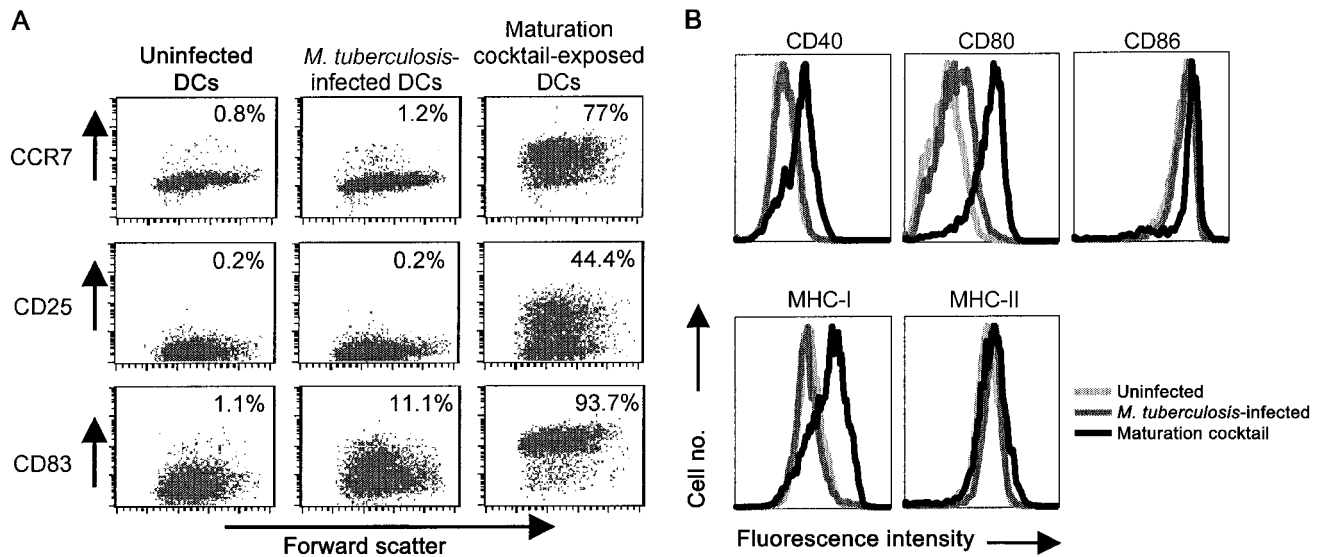 A
Uninfected
DCs
M. tuberculosis-
infected DCs
Maturation
cocktail-exposed
DCs
CCR7
0.8%
1.2%
77%
CD25
0.2%
0.2%
44.4%
CD83
1.1%
11.1%
93.7%
Forward scatter
B
CD40
CD80
CD86
MHC-I
MHC-II
Cell no.
Fluorescence intensity
Uninfected
M. tuberculosis-infected
Maturation cocktail